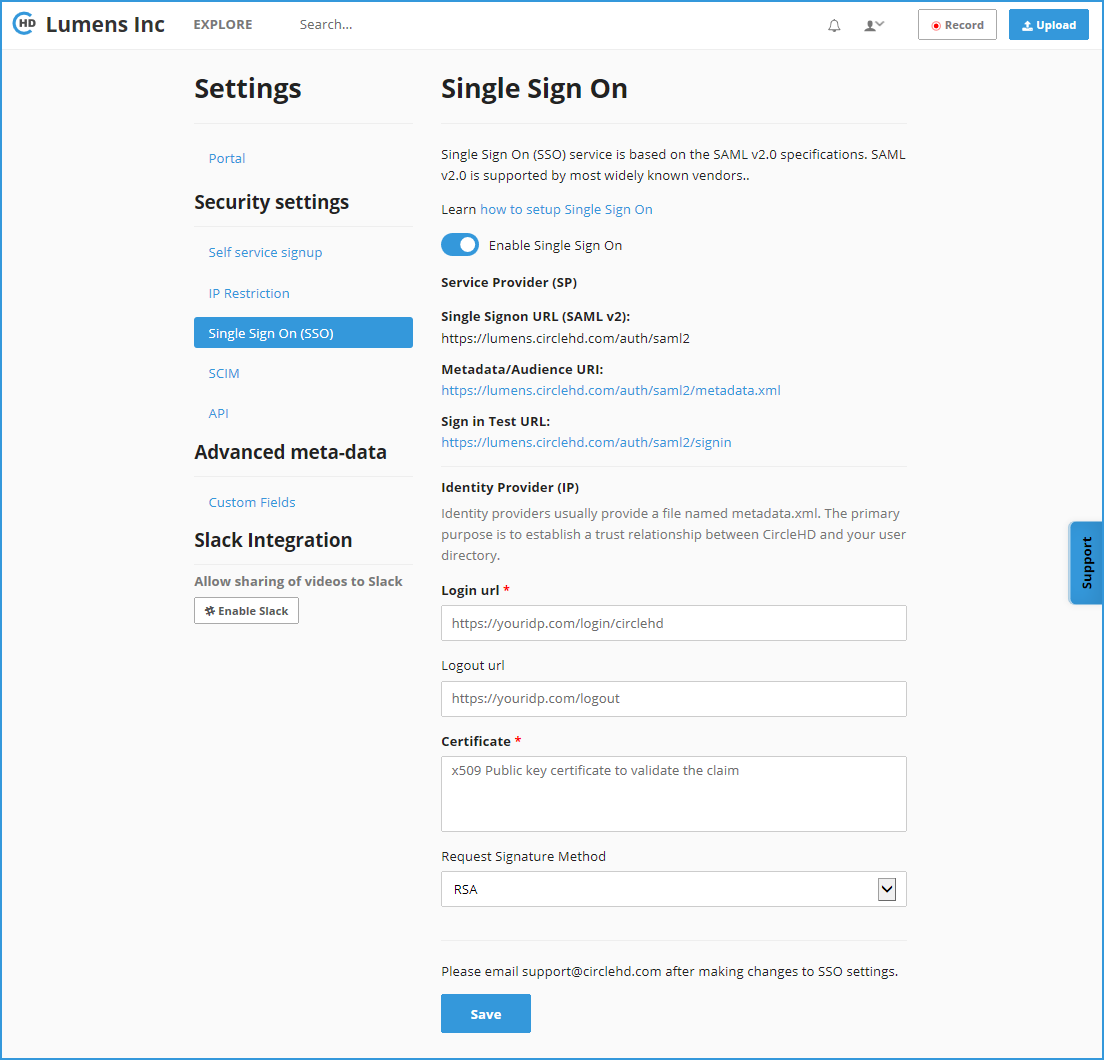 HD Lumens Inc
EXPLORE
Search...
Record
Upload
Settings
Portal
Security settings
Self service signup
IP Restriction
Single Sign On (SSO)
SCIM
API
Advanced meta-data
Custom Fields
Slack Integration
Allow sharing of videos to Slack
Enable Slack
Single Sign On
Single Sign On (SSO) service is based on the SAML v2.0 specifications. SAML
v2.0 is supported by most widely known vendors..
Learn how to setup Single Sign On
Enable Single Sign On
Service Provider (SP)
Single Signon URL (SAML v2):
https://lumens.circlehd.com/auth/saml2
Metadata/Audience URI:
https://lumens.circlehd.com/auth/saml2/metadata.xml
Sign in Test URL:
https://lumens.circlehd.com/auth/saml2/signin
Identity Provider (IP)
Identity providers usually provide a file named metadata.xml. The primary
purpose is to establish a trust relationship between CircleHD and your user
directory.
Login url *
https://youridp.com/login/circlehd
Logout url
https://youridp.com/logout
Certificate *
x509 Public key certificate to validate the claim
Request Signature Method
RSA
Please email support@circlehd.com after making changes to SSO settings.
Save
Support